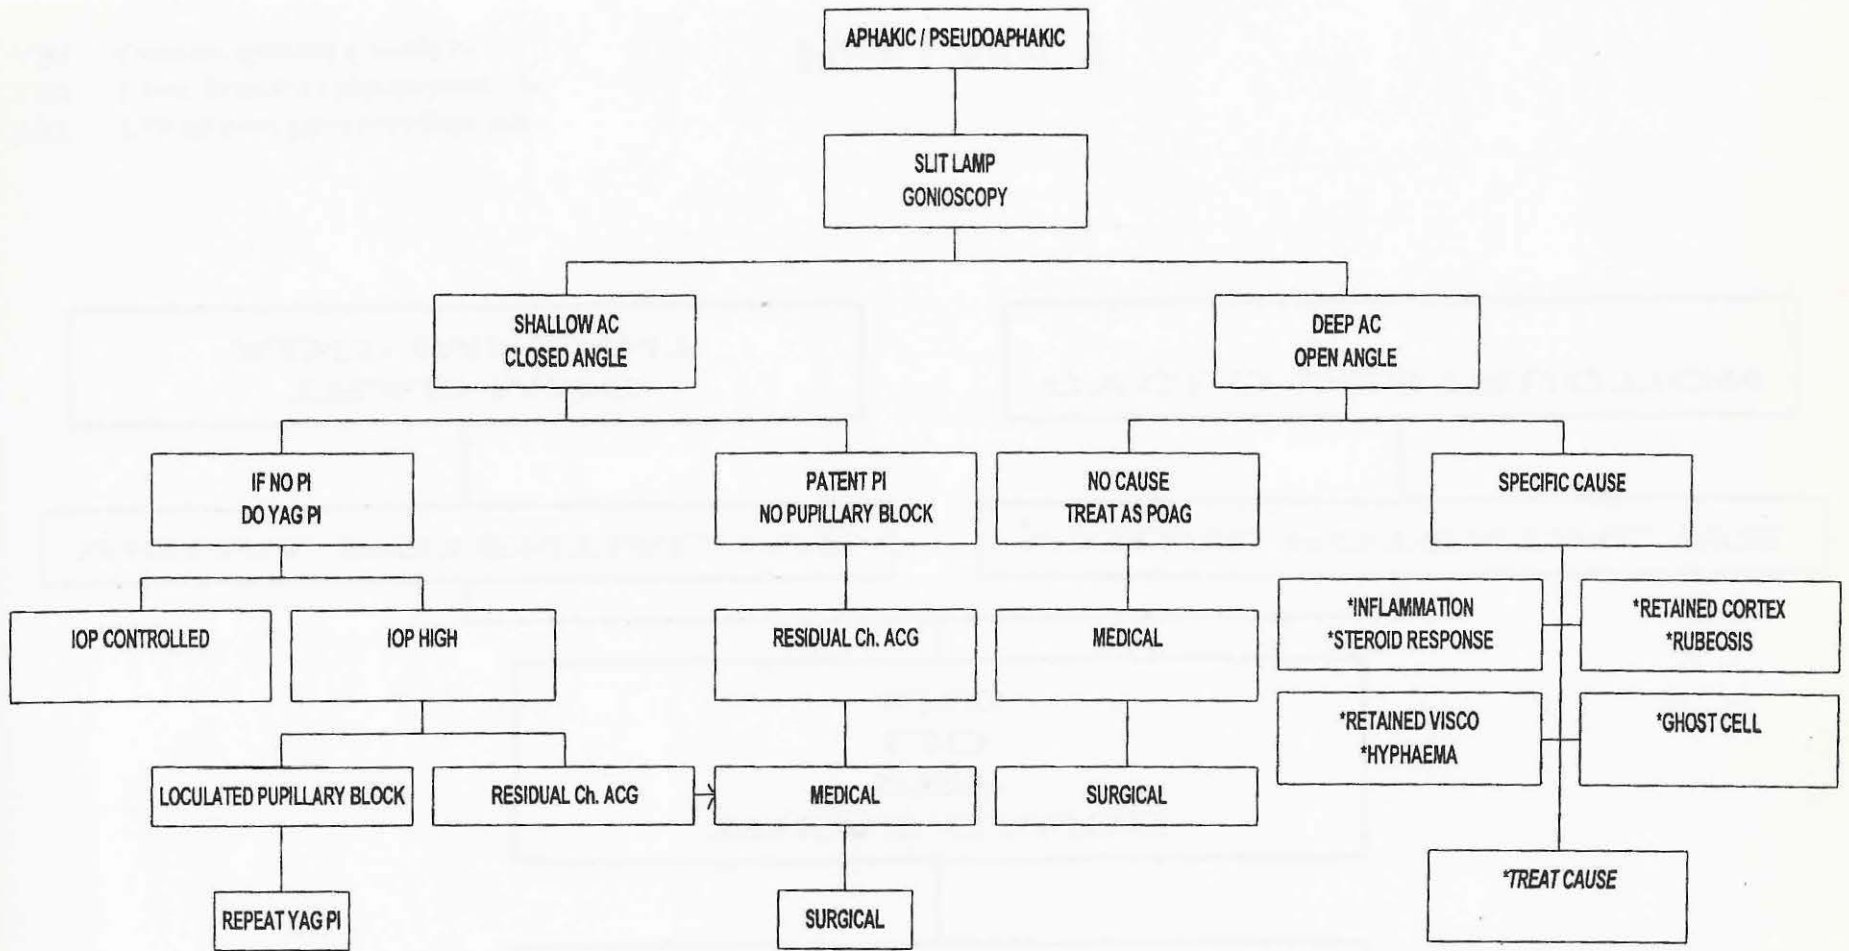 APHAKIC / PSEUDOAPHAKIC
SLIT LAMP
GONIOSCOPY
SHALLOW AC
CLOSED ANGLE
DEEP AC
OPEN ANGLE
IF NO PI
DO YAG PI
PATENT PI
NO PUPILLARY BLOCK
NO CAUSE
TREAT AS POAG
SPECIFIC CAUSE
IOP CONTROLLED
IOP HIGH
RESIDUAL Ch. ACG
MEDICAL
*INFLAMMATION
*STEROID RESPONSE
*RETAINED CORTEX
*RUBEOSIS
*RETAINED VISCO
*HYPHAEMA
*GHOST CELL
LOCULATED PUPILLARY BLOCK
RESIDUAL Ch. ACG
MEDICAL
SURGICAL
*TREAT CAUSE
REPEAT YAG PI
SURGICAL